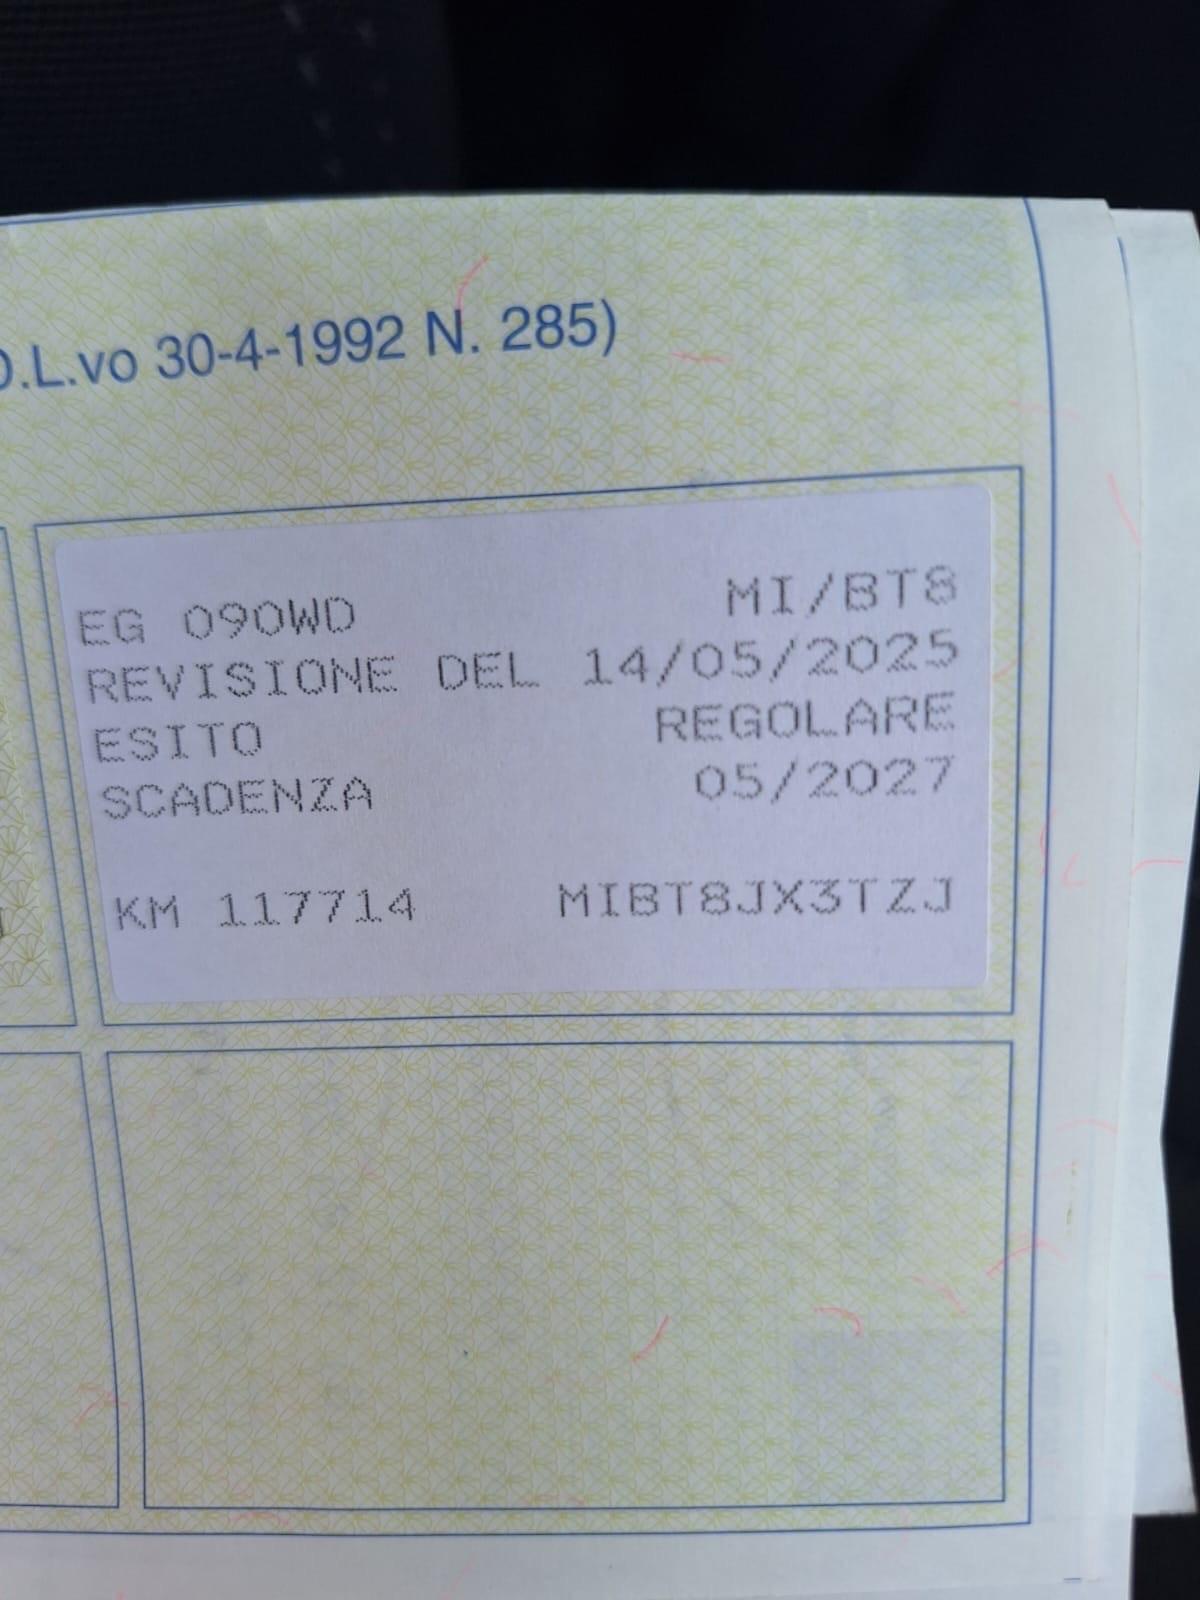 D.L.vo 30-4-1992 N. 285)
EG 090WD MI/BT8
REVISIONE DEL 14/05/2025
ESITO REGOLARE
SCADENZA 05/2027
KM 117714 MIBT8JX3TZJ